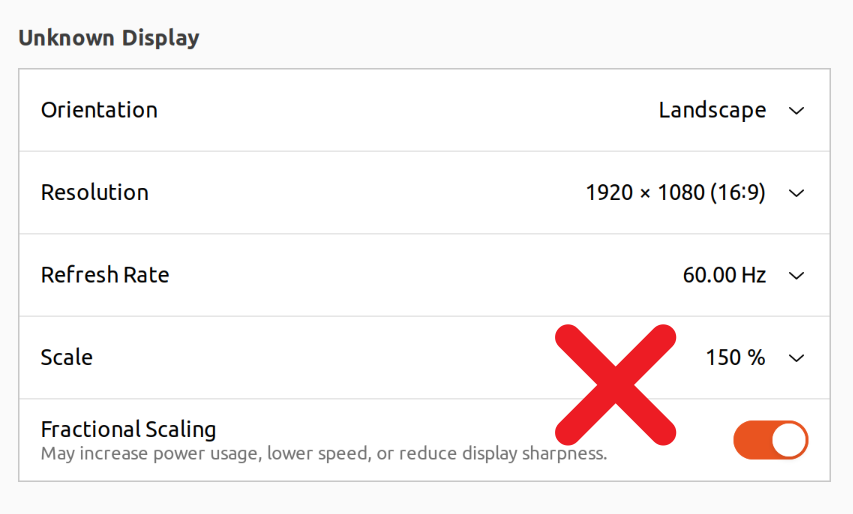 Unknown Display
Orientation Landscape
Resolution 1920 × 1080 (16:9)
Refresh Rate 60.00 Hz
Scale 150 %
Fractional Scaling
May increase power usage, lower speed, or reduce display sharpness.